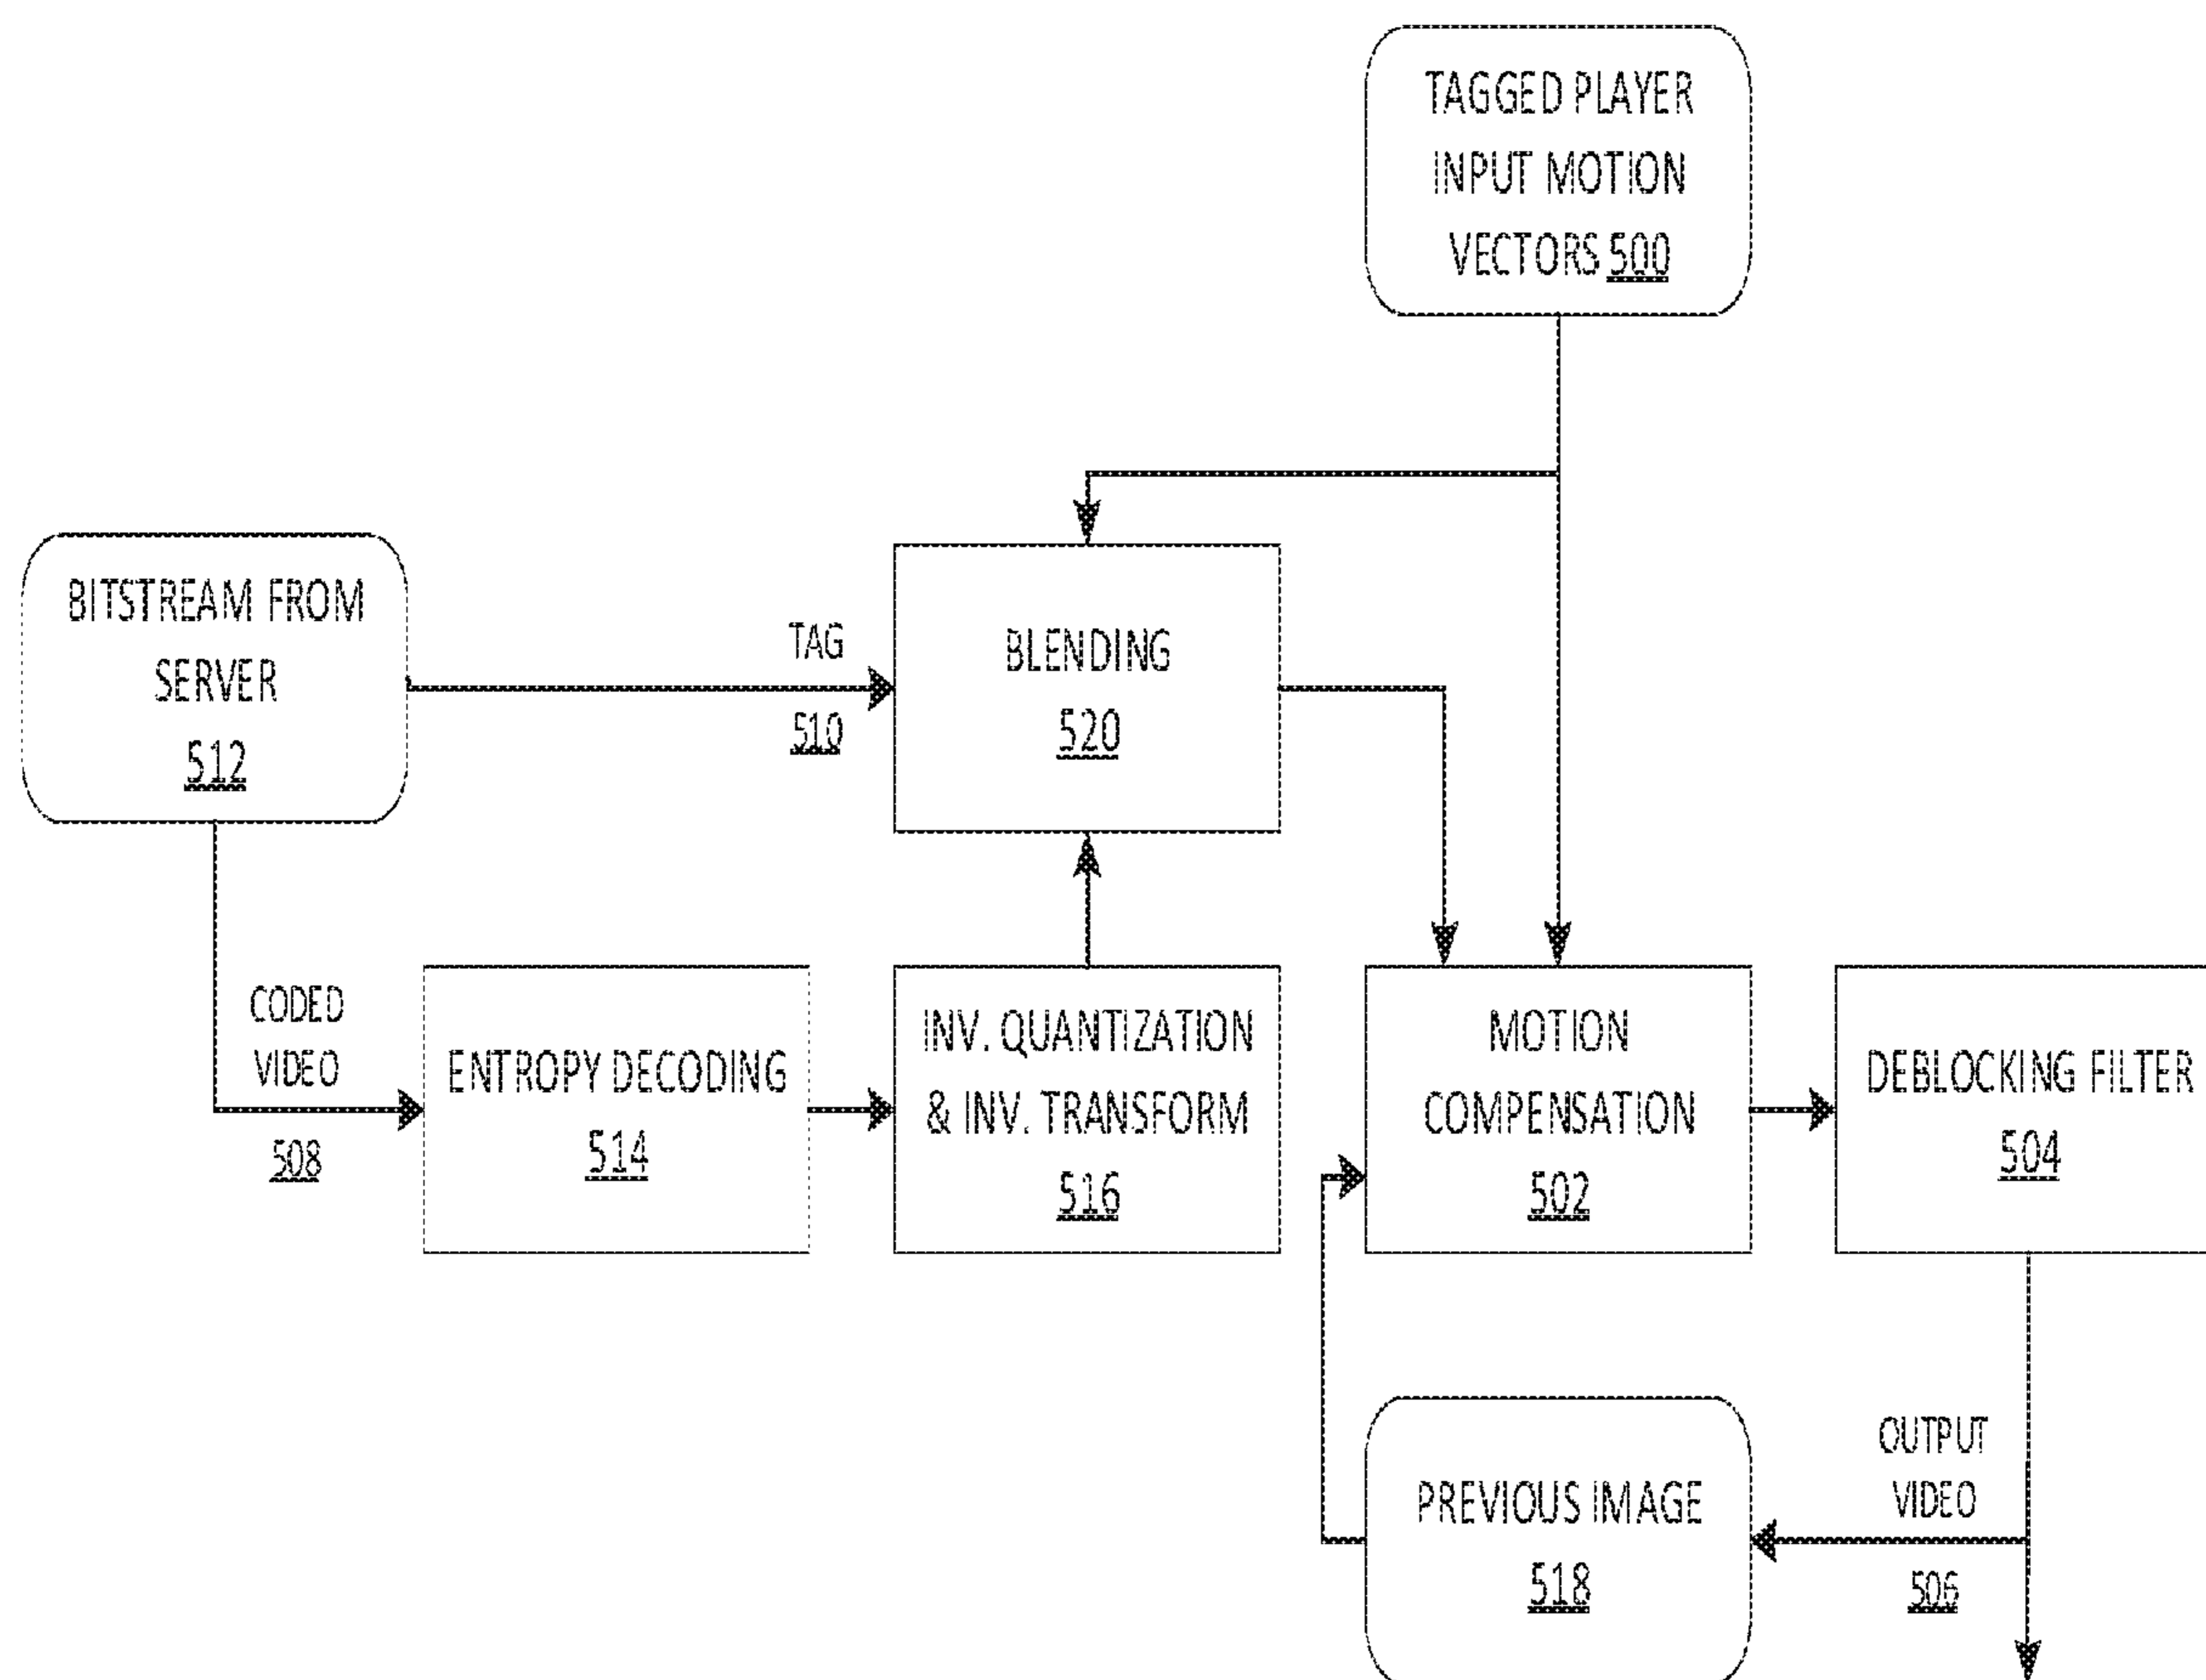 TAGGED PLAYER
INPUT MOTION
VECTORS 500
BITSTREAM FROM
SERVER
512
TAG
510
BLENDING
520
CODED
VIDEO
508
ENTROPY DECODING
514
INV. QUANTIZATION
& INV. TRANSFORM
516
MOTION
COMPENSATION
502
DEBLOCKING FILTER
504
PREVIOUS IMAGE
518
OUTPUT
VIDEO
506